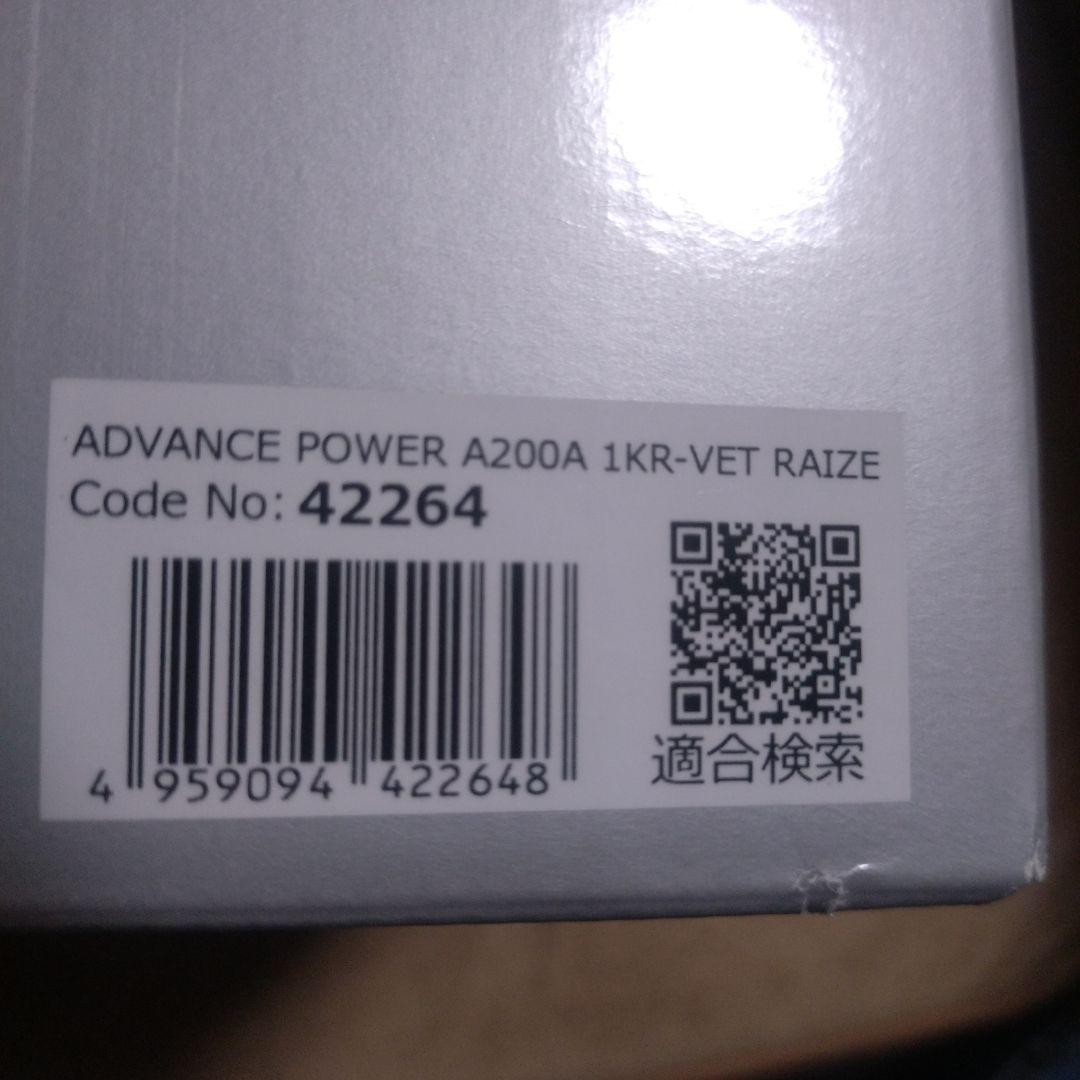 ADVANCE POWER A200A 1KR-VET RAIZE
Code No: 42264
4 959094 422648
適合検索